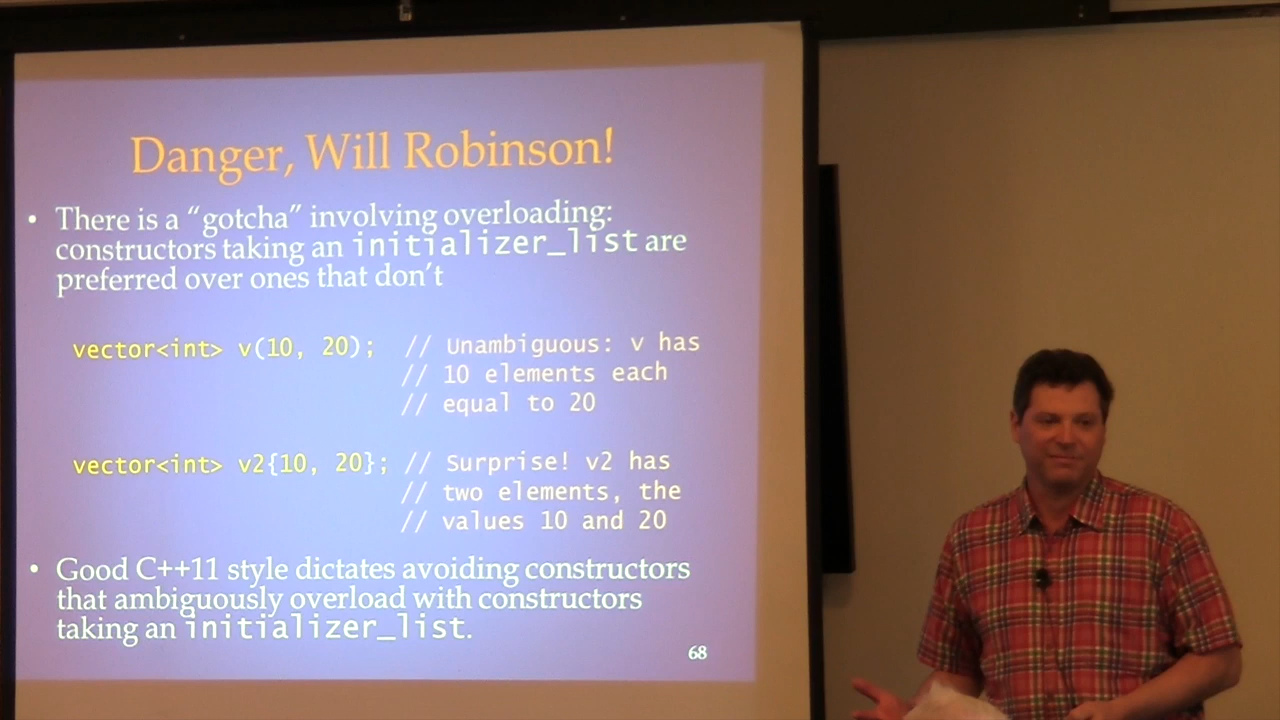 Danger, Will Robinson!
• There is a “gotcha” involving overloading:
constructors taking an initializer_list are
preferred over ones that don’t
vector<int> v(10, 20); // Unambiguous: v has
// 10 elements each
// equal to 20
vector<int> v2{10, 20}; // Surprise! v2 has
// two elements, the
// values 10 and 20
• Good C++11 style dictates avoiding constructors
that ambiguously overload with constructors
taking an initializer_list.
68